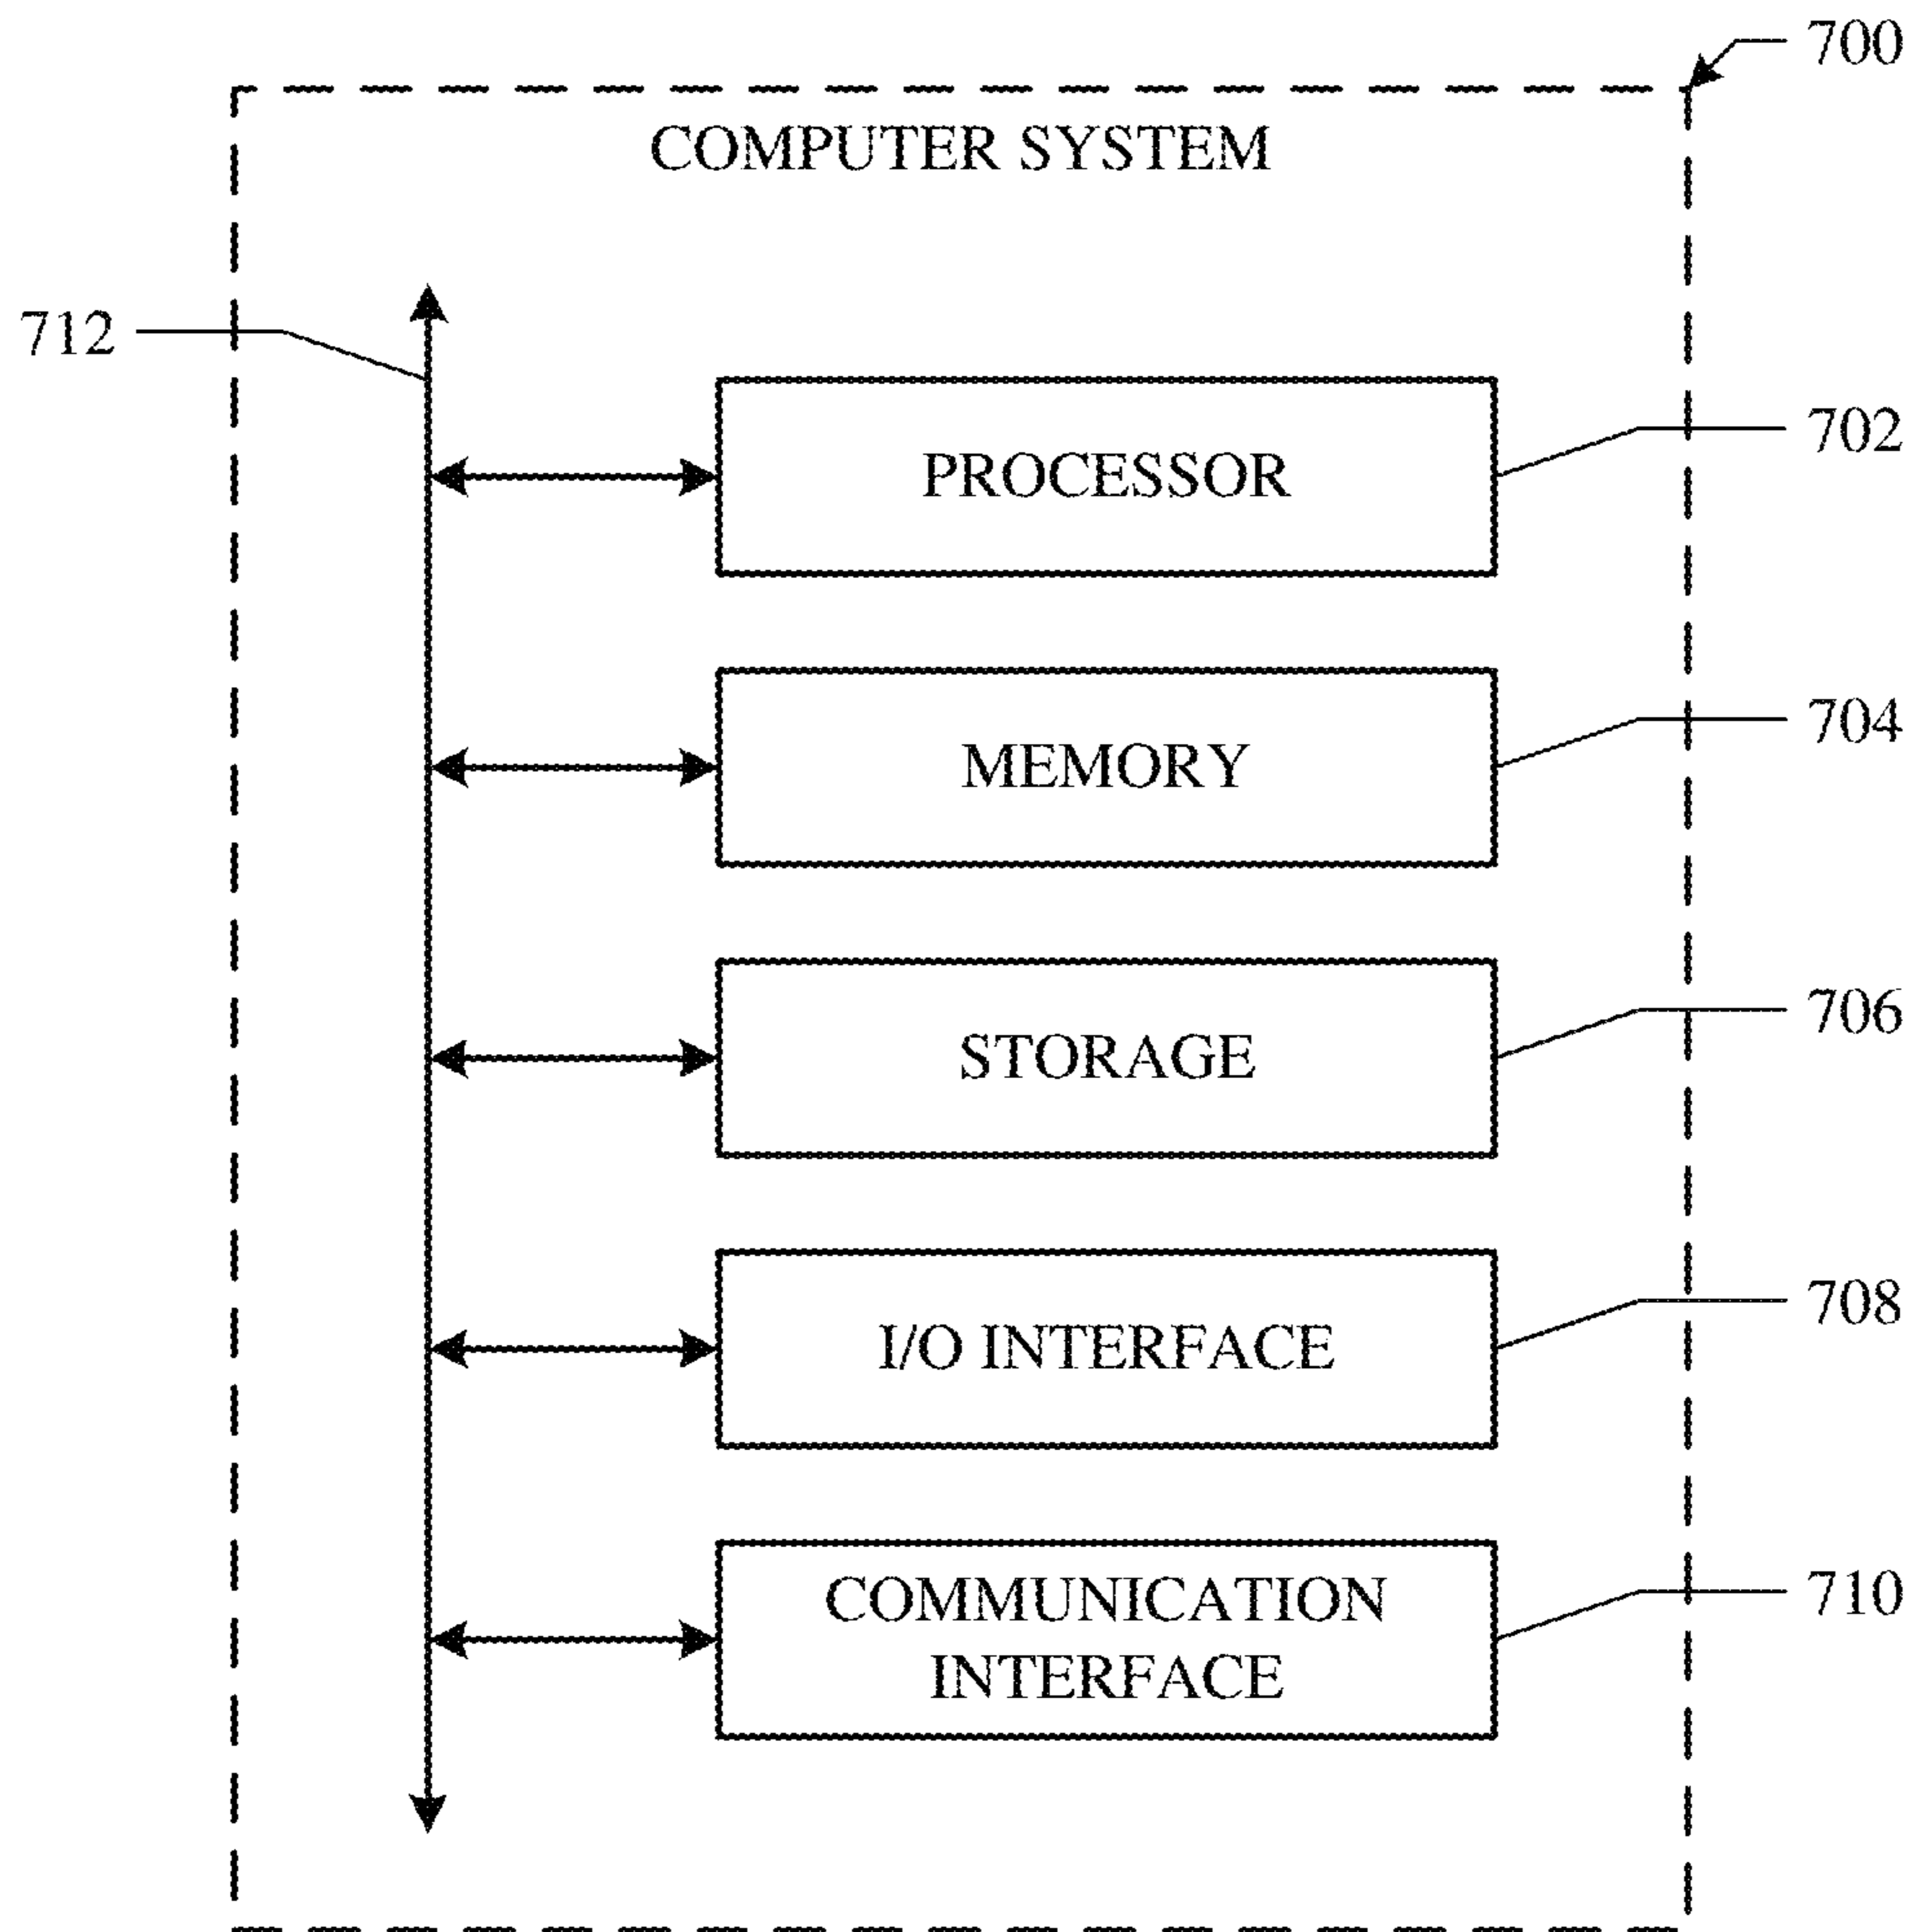 700
COMPUTER SYSTEM
712
PROCESSOR
702
MEMORY
704
STORAGE
706
I/O INTERFACE
708
COMMUNICATION
INTERFACE
710